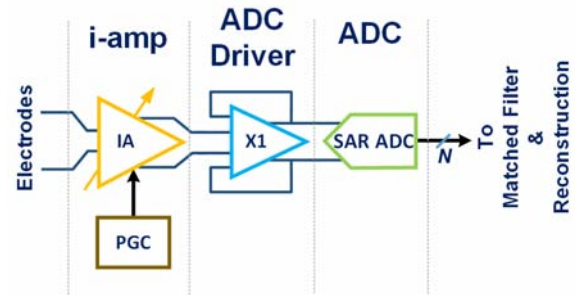 i-amp
ADC
Driver
ADC
Electrodes
IA
X1
SAR ADC
N
PGC
To
Matched Filter
&
Reconstruction